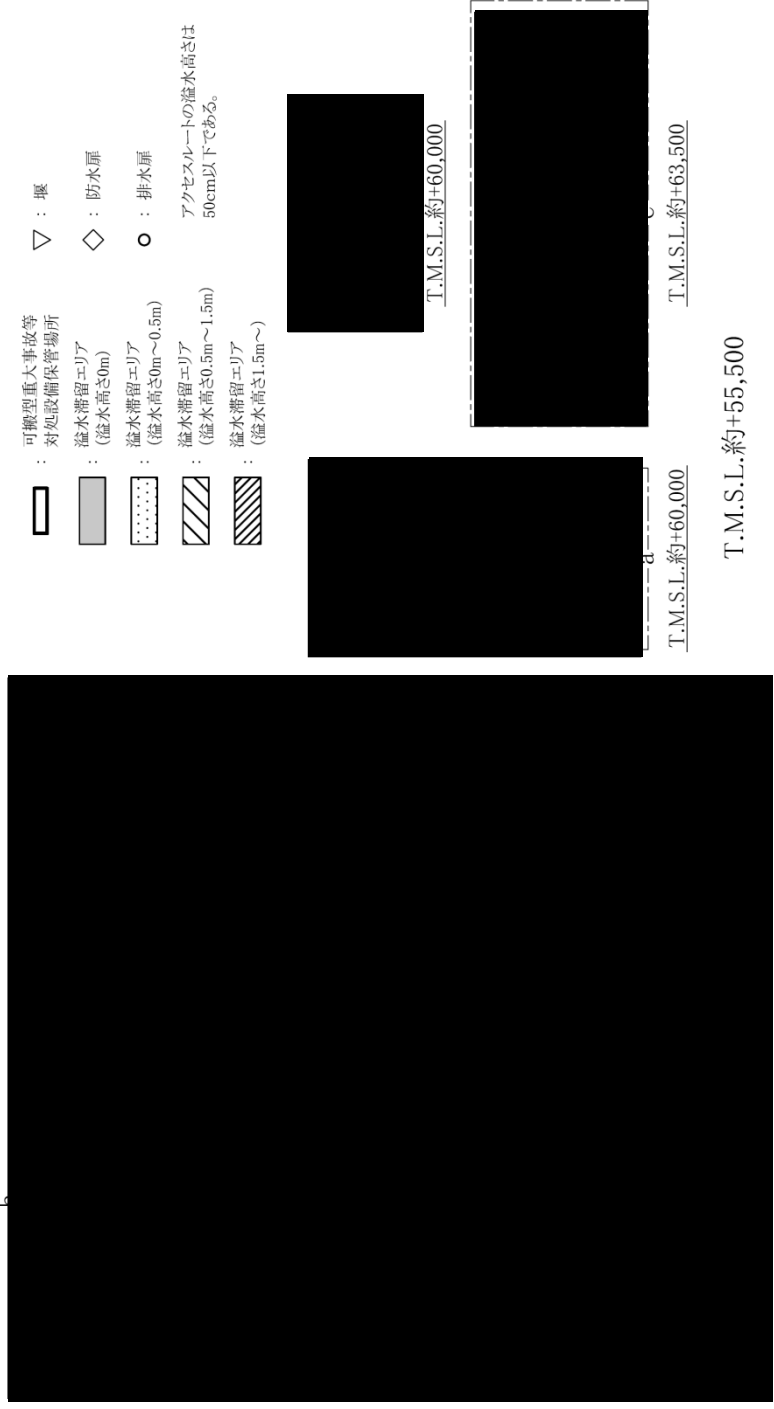 ▭ : 可搬型重大事故等
対処設備保管場所
: 溢水滞留エリア
(溢水高さ0m)
: 溢水滞留エリア
(溢水高さ0m~0.5m)
: 溢水滞留エリア
(溢水高さ0.5m~1.5m)
: 溢水滞留エリア
(溢水高さ1.5m~)
▽ : 堰
◇ : 防水扉
○ : 排水扉
アクセスルートの溢水高さは
50cm以下である。
T.M.S.L.約+60,000
T.M.S.L.約+63,500
a
T.M.S.L.約+60,000
T.M.S.L.約+55,500